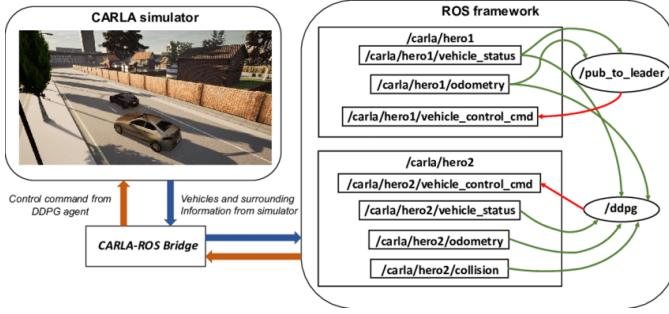 CARLA simulator
Control command from
DDPG agent
Vehicles and surrounding
Information from simulator
CARLA-ROS Bridge
ROS framework
/carla/hero1
/carla/hero1/vehicle_status
/carla/hero1/odometry
/carla/hero1/vehicle_control_cmd
/pub_to_leader
/carla/hero2
/carla/hero2/vehicle_control_cmd
/carla/hero2/vehicle_status
/carla/hero2/odometry
/carla/hero2/collision
/ddpg